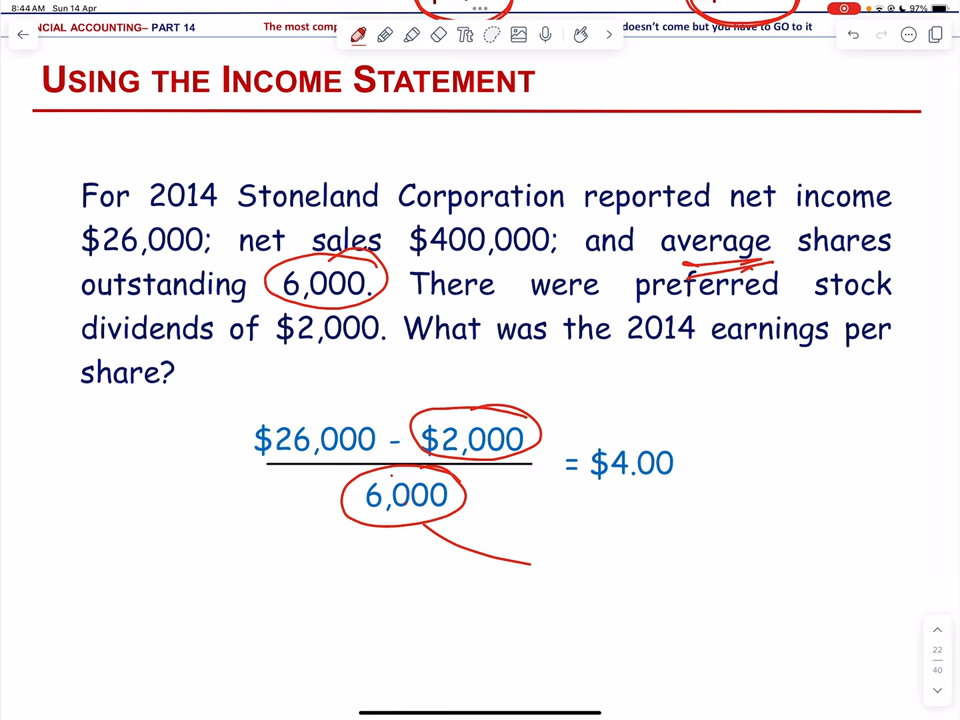 8:44 AM Sun 14 Apr
97%
NCIAL ACCOUNTING– PART 14
The most comp
doesn't come but you have to GO to it
USING THE INCOME STATEMENT
For 2014 Stoneland Corporation reported net income
$26,000; net sales $400,000; and average shares
outstanding 6,000. There were preferred stock
dividends of $2,000. What was the 2014 earnings per
share?
$26,000 - $2,000
= $4.00
6,000
22
40